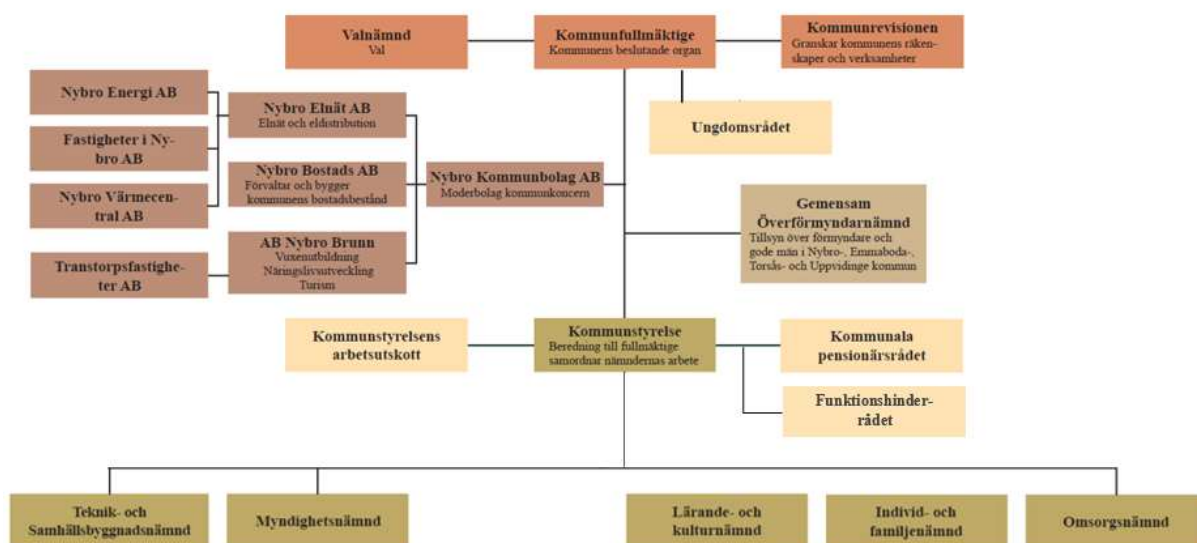 Valnämnd
Val
Kommunfullmäktige
Kommunens beslutande organ
Kommunrevisionen
Granskar kommunens räken-
skaper och verksamheter
Ungdomsrådet
Nybro Energi AB
Fastigheter i Ny-
bro AB
Nybro Värmecen-
tral AB
Transtorpsfastighe-
ter AB
Nybro Elnät AB
Elnät och eldistribution
Nybro Bostads AB
Förvaltar och bygger
kommunens bostadsbestånd
AB Nybro Brunn
Vuxenutbildning
Näringslivsutveckling
Turism
Nybro Kommunbolag AB
Moderbolag kommunkoncern
Gemensam
Överförmyndarnämnd
Tillsyn över förmyndare och
gode män i Nybro-, Emmaboda-,
Torsås- och Uppvidinge kommun
Kommunstyrelsens
arbetsutskott
Kommunstyrelse
Beredning till fullmäktige
samordnar nämndernas arbete
Kommunala
pensionärsrådet
Funktionshinder-
rådet
Teknik- och
Samhällsbyggnadsnämnd
Myndighetsnämnd
Lärande- och
kulturnämnd
Individ- och
familjenämnd
Omsorgsnämnd